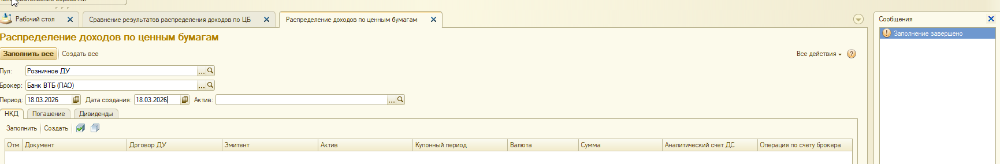 Рабочий стол
Сравнение результатов распределения доходов по ЦБ
Распределение доходов по ценным бумагам
Сообщения
Распределение доходов по ценным бумагам
Заполнение завершено
Заполнить все Создать все
Все действия
Пул: Розничное ДУ
Брокер: Банк ВТБ (ПАО)
Период: 18.03.2026 Дата создания: 18.03.2026 Актив:
НКД Погашение Дивиденды
Заполнить Создать
Отм Документ Договор ДУ Эмитент Актив Купонный период Валюта Сумма Аналитический счет ДС Операция по счету брокера